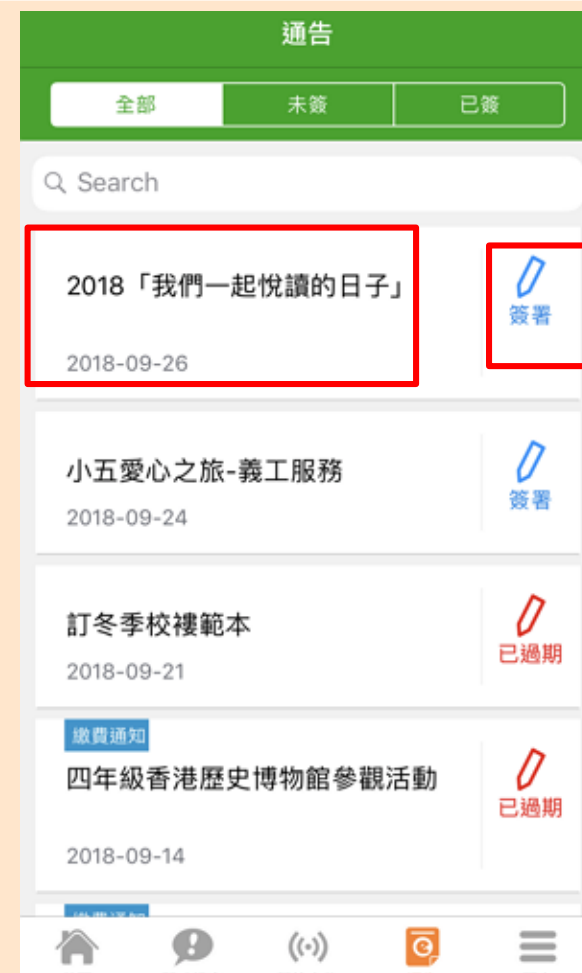 通告
全部
未簽
已簽
Search
2018「我們一起悅讀的日子」
簽署
2018-09-26
小五愛心之旅-義工服務
簽署
2018-09-24
訂冬季校褸範本
已過期
2018-09-21
繳費通知
四年級香港歷史博物館參觀活動
已過期
2018-09-14